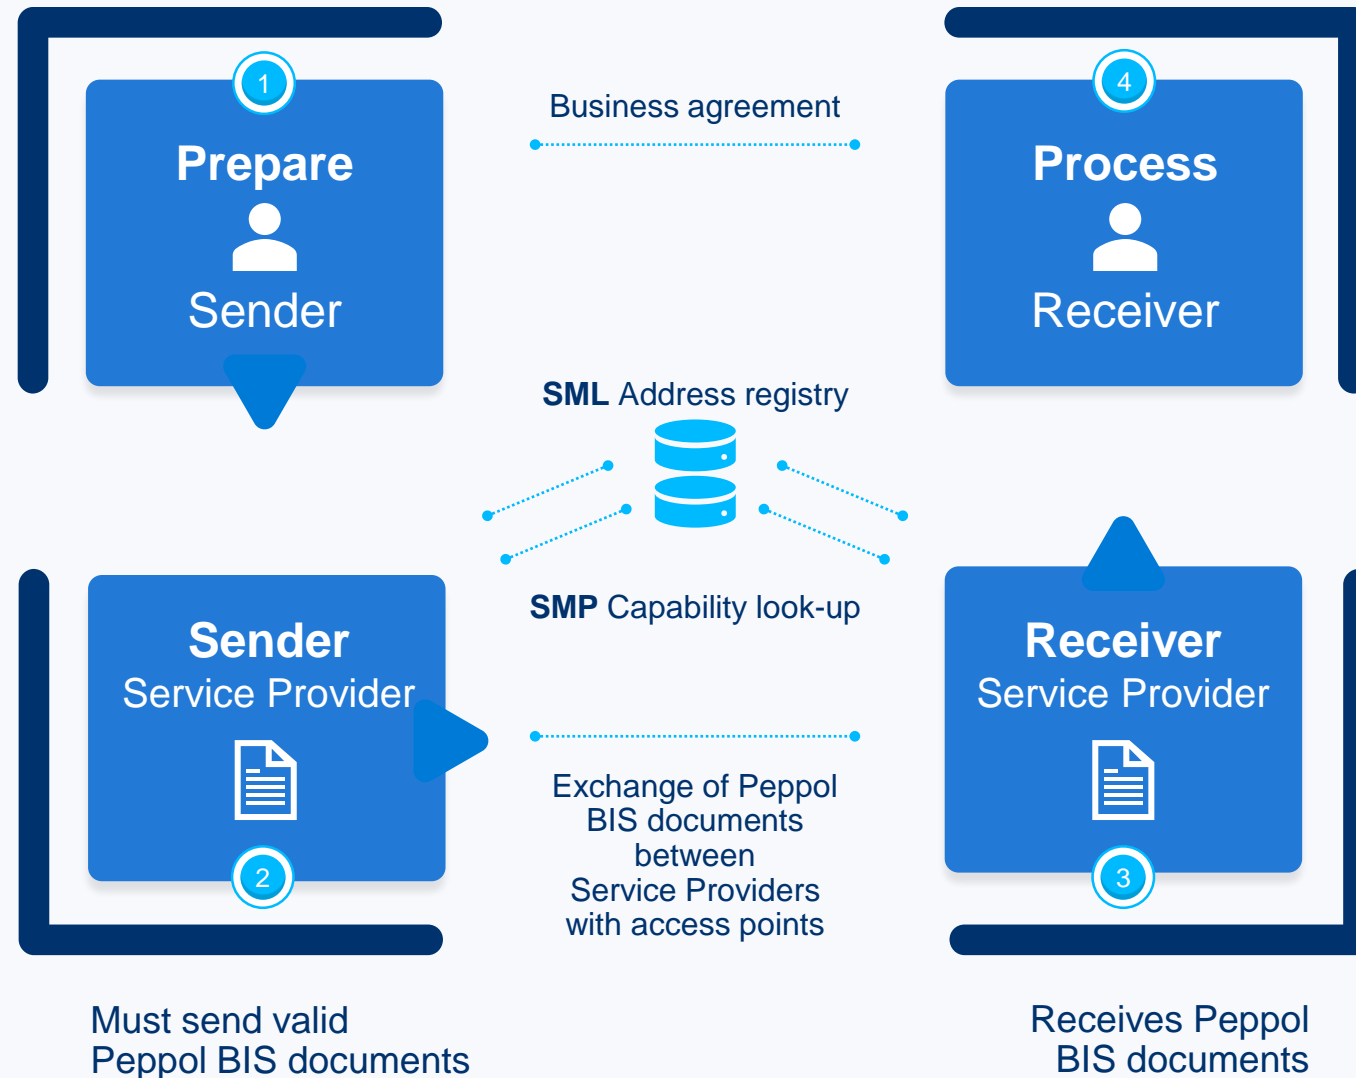 1
Prepare
Sender
Business agreement
4
Process
Receiver
SML Address registry
SMP Capability look-up
Sender
Service Provider
2
Exchange of Peppol
BIS documents
between
Service Providers
with access points
Receiver
Service Provider
3
Must send valid
Peppol BIS documents
Receives Peppol
BIS documents